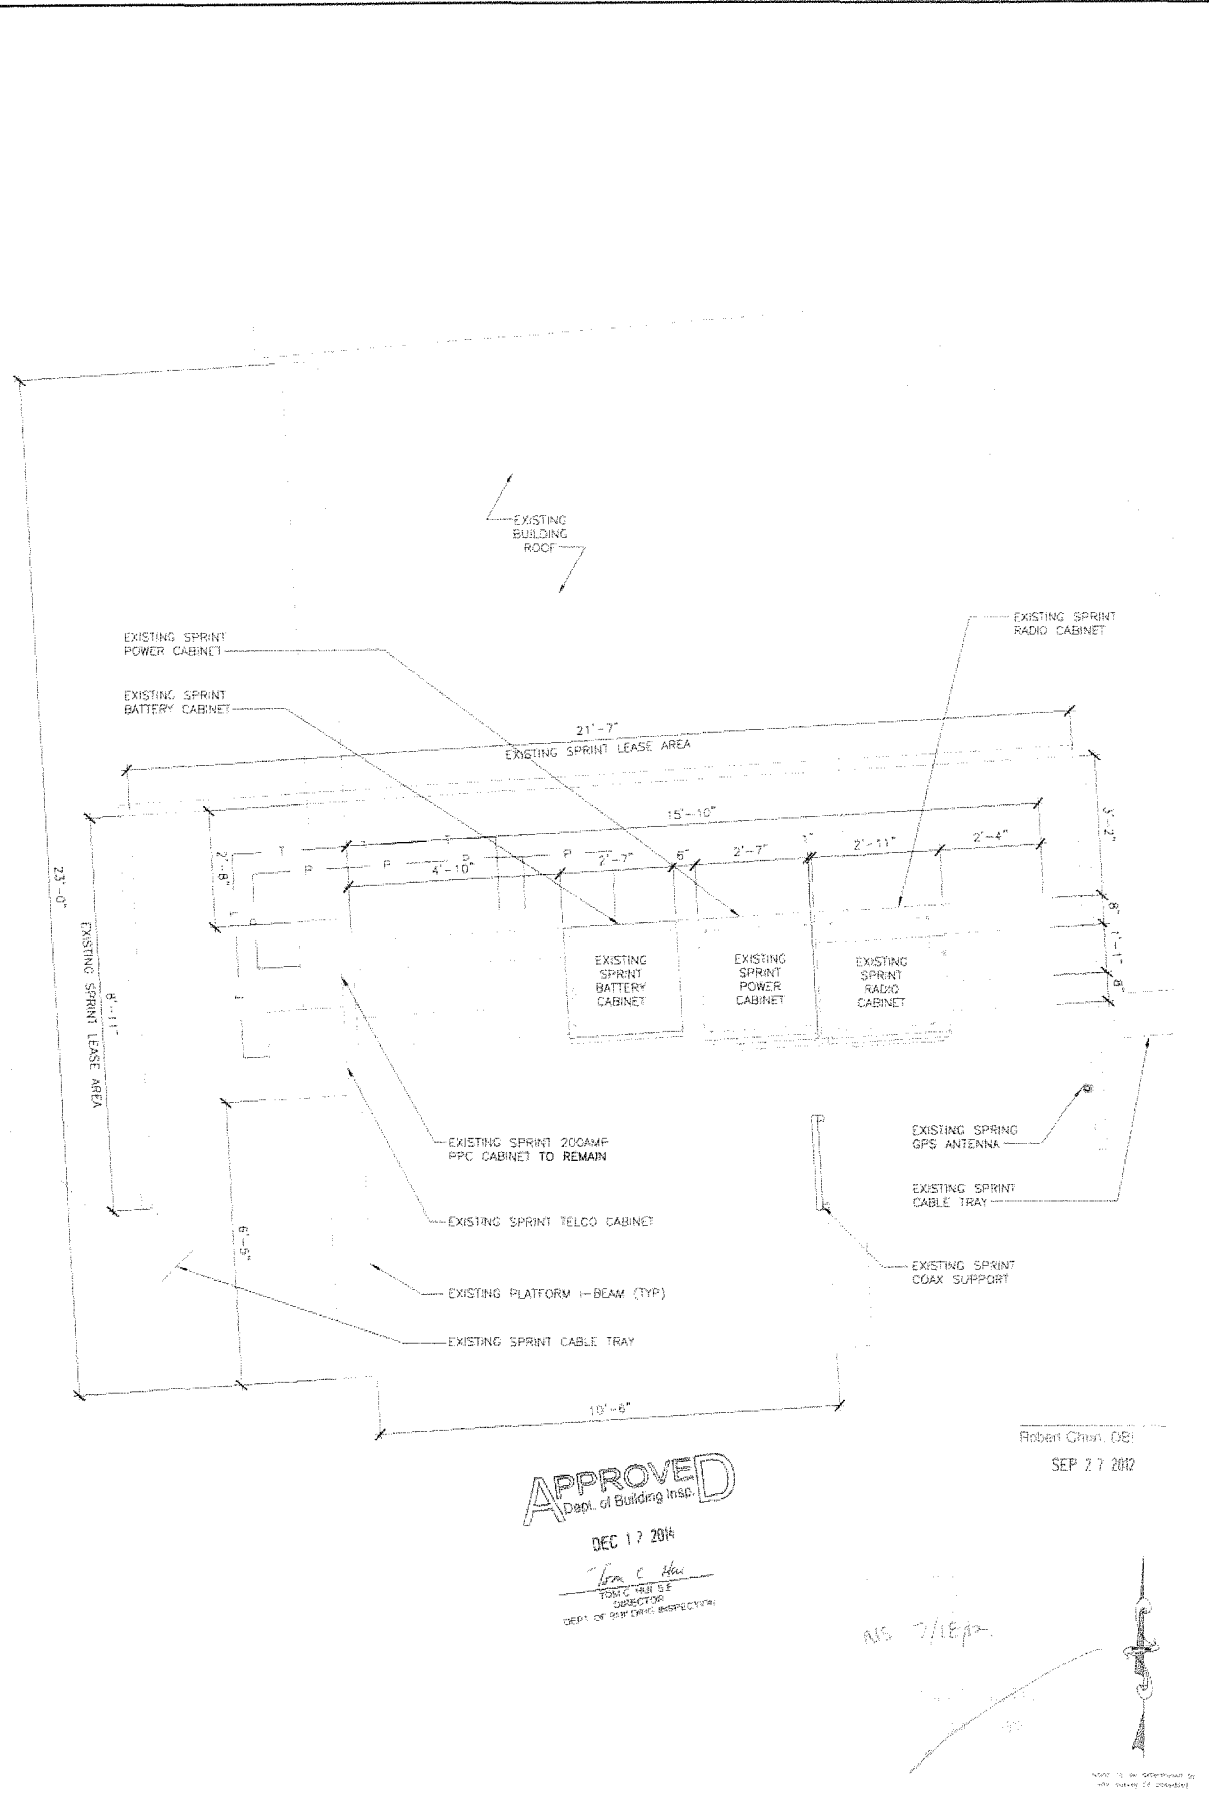 EXISTING
BUILDING
ROOF
EXISTING SPRINT
POWER CABINET
EXISTING SPRINT
RADIO CABINET
EXISTING SPRINT
BATTERY CABINET
21'-7"
EXISTING SPRINT LEASE AREA
15'-10"
3'-2"
T
T
P
P
P
P
4'-10"
2'-7"
6"
2'-7"
1"
2'-11"
2'-4"
2'-8"
23'-0"
EXISTING SPRINT LEASE AREA
8'-11"
8"
1'-1"
8"
EXISTING
SPRINT
BATTERY
CABINET
EXISTING
SPRINT
POWER
CABINET
EXISTING
SPRINT
RADIO
CABINET
EXISTING SPRINT 200AMP
PPC CABINET TO REMAIN
EXISTING SPRING
GPS ANTENNA
EXISTING SPRINT
CABLE TRAY
EXISTING SPRINT TELCO CABINET
EXISTING SPRINT
COAX SUPPORT
EXISTING PLATFORM I-BEAM (TYP)
EXISTING SPRINT CABLE TRAY
10'-6"
Robert Chun, DBI
SEP 27 2012
APPROVED
Dept. of Building Insp.
DEC 17 2014
Tom C Hui
TOM C. HUI S.E.
DIRECTOR
DEPT. OF BUILDING INSPECTION